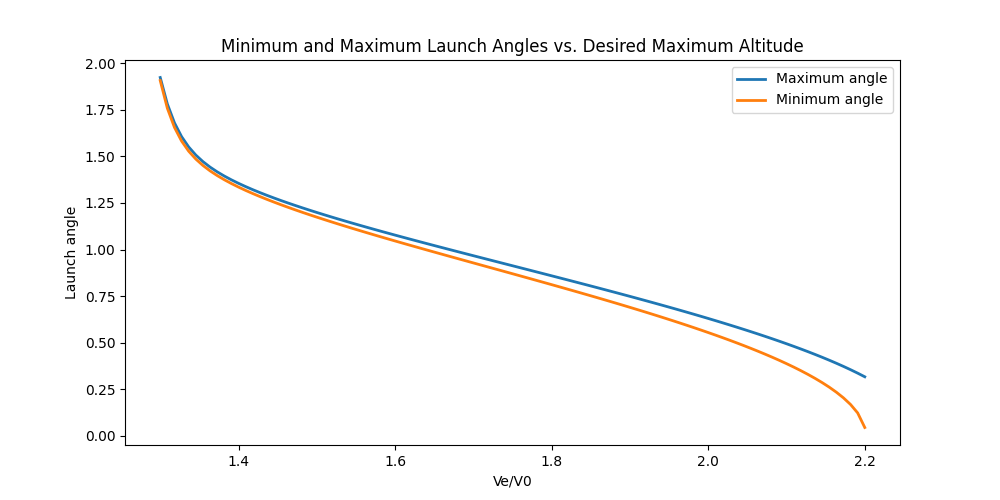 Minimum and Maximum Launch Angles vs. Desired Maximum Altitude
Maximum angle
Minimum angle
Launch angle
2.00
1.75
1.50
1.25
1.00
0.75
0.50
0.25
0.00
1.4 1.6 1.8 2.0 2.2
Ve/V0